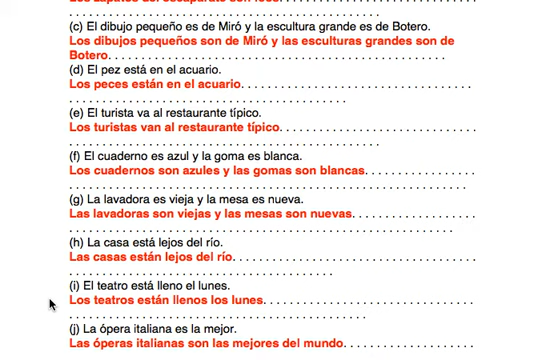 (c) El dibujo pequeño es de Miró y la escultura grande es de Botero.
Los dibujos pequeños son de Miró y las esculturas grandes son de
Botero. . . . . . . . . . . . . . . . . . . . . . . . . . . . . . . . . . . . . . . . . . . . . . . . . . . .
(d) El pez está en el acuario.
Los peces están en el acuario. . . . . . . . . . . . . . . . . . . . . . . . . . . . . . . . . . .
. . . . . . . . . . . . . . . . . . . . . . . . . . . . . . . . . . . . . . . . . . .
(e) El turista va al restaurante típico.
Los turistas van al restaurante típico. . . . . . . . . . . . . . . . . . . . . . . . . . . . . .
. . . . . . . . . . . . . . . . . . . . . . . . . . . . . . . . . . . . . . . . . . . . . . . .
(f) El cuaderno es azul y la goma es blanca.
Los cuadernos son azules y las gomas son blancas. . . . . . . . . . . . . . . . .
. . . . . . . . . . . . . . . . . . . . . . . . . . . . . . . . . . . . . . . . . . . . . . . . . . . . . . . . . . . .
(g) La lavadora es vieja y la mesa es nueva.
Las lavadoras son viejas y las mesas son nuevas. . . . . . . . . . . . . . . . . . .
. . . . . . . . . . . . . . . . . . . . . . . . . . . . . . . . . . . . . . . . . . . . . . . . . . . . . . . . . .
(h) La casa está lejos del río.
Las casas están lejos del río. . . . . . . . . . . . . . . . . . . . . . . . . . . . . . . . . . . .
. . . . . . . . . . . . . . . . . . . . . . . . . . . . . . . . . . . . . . . . .
(i) El teatro está lleno el lunes.
Los teatros están llenos los lunes. . . . . . . . . . . . . . . . . . . . . . . . . . . . . . .
. . . . . . . . . . . . . . . . . . . . . . . . . . . . . . . . . . . . . . . . . . . . . .
(j) La ópera italiana es la mejor.
Las óperas italianas son las mejores del mundo. . . . . . . . . . . . . . . . . . .